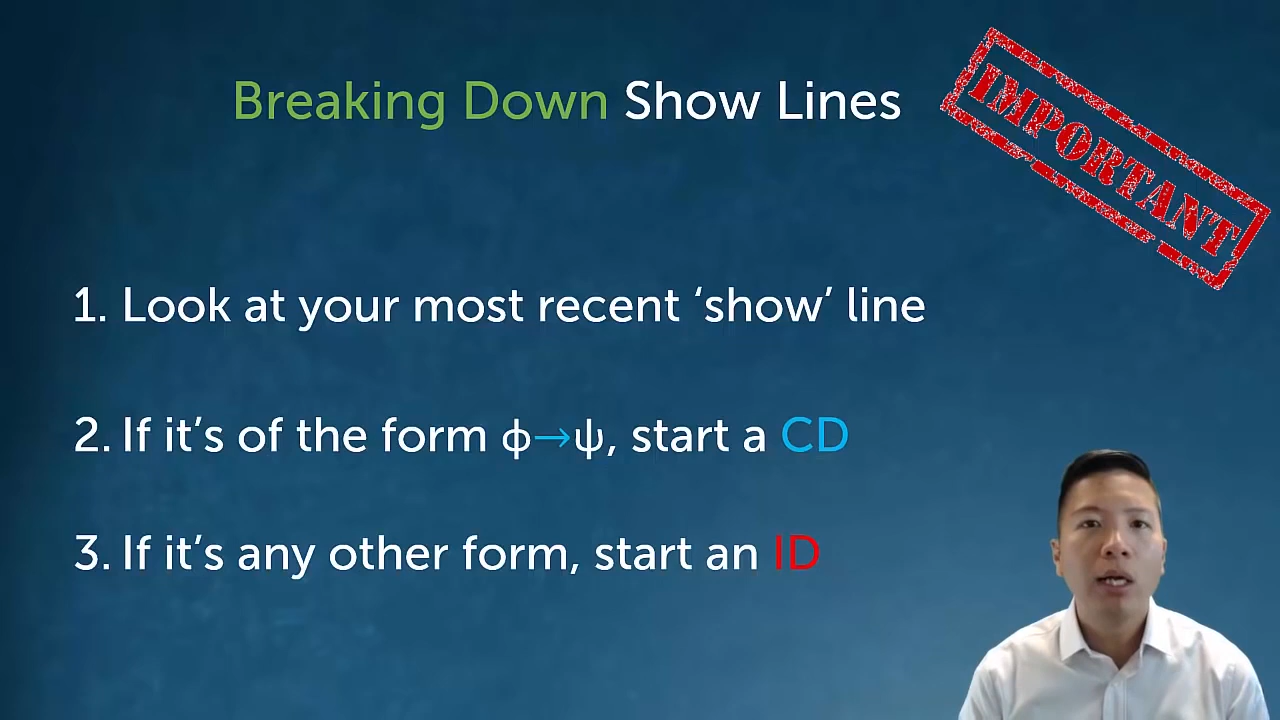 Breaking Down Show Lines
IMPORTANT
1. Look at your most recent ‘show’ line
2. If it’s of the form ϕ→ψ, start a CD
3. If it’s any other form, start an ID